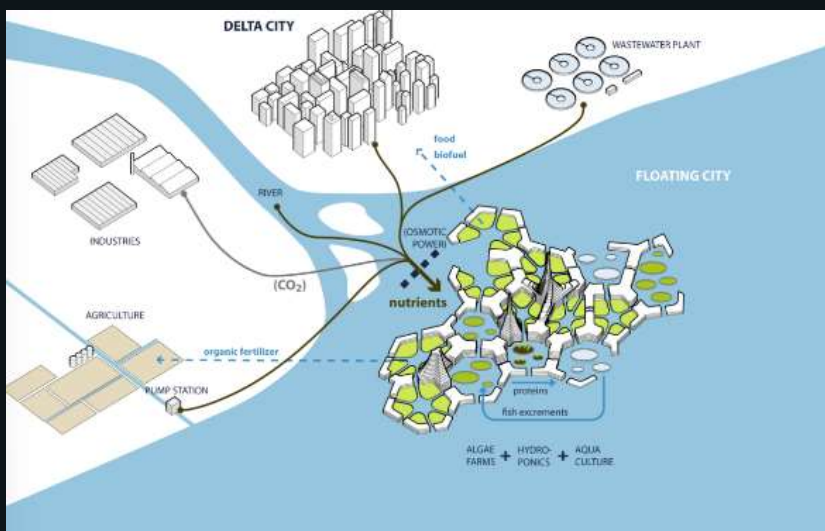 DELTA CITY
WASTEWATER PLANT
food
biofuel
FLOATING CITY
RIVER
(OSMOTIC
POWER)
INDUSTRIES
(CO₂)
nutrients
AGRICULTURE
organic fertilizer
PUMP STATION
proteins
fish excrements
ALGAE + HYDRO- + AQUA
FARMS PONICS CULTURE